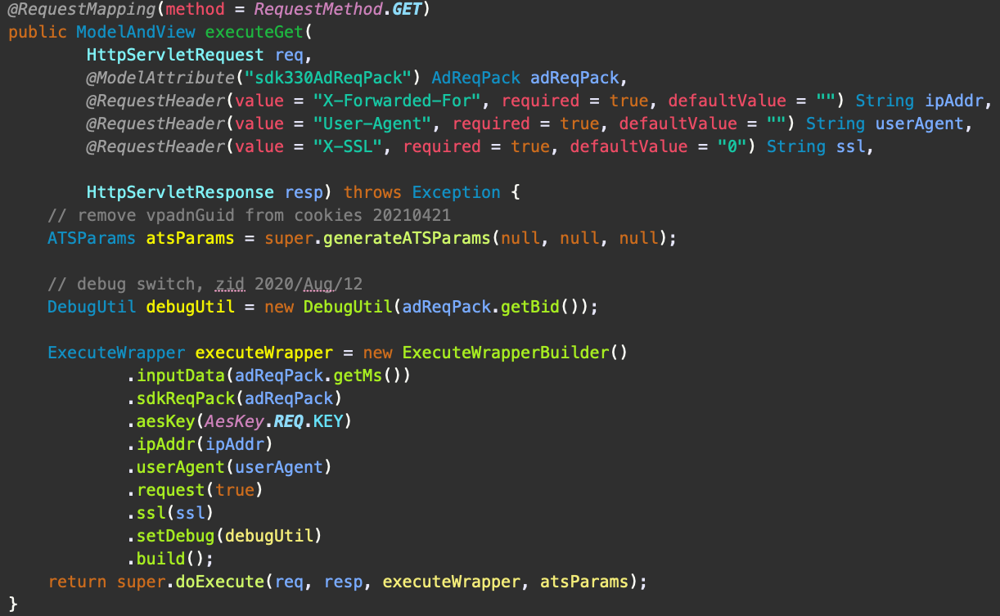 @RequestMapping(method = RequestMethod.GET)
public ModelAndView executeGet(
        HttpServletRequest req,
        @ModelAttribute("sdk330AdReqPack") AdReqPack adReqPack,
        @RequestHeader(value = "X-Forwarded-For", required = true, defaultValue = "") String ipAddr,
        @RequestHeader(value = "User-Agent", required = true, defaultValue = "") String userAgent,
        @RequestHeader(value = "X-SSL", required = true, defaultValue = "0") String ssl,

        HttpServletResponse resp) throws Exception {
    // remove vpadnGuid from cookies 20210421
    ATSParams atsParams = super.generateATSParams(null, null, null);

    // debug switch, zid 2020/Aug/12
    DebugUtil debugUtil = new DebugUtil(adReqPack.getBid());

    ExecuteWrapper executeWrapper = new ExecuteWrapperBuilder()
            .inputData(adReqPack.getMs())
            .sdkReqPack(adReqPack)
            .aesKey(AesKey.REQ.KEY)
            .ipAddr(ipAddr)
            .userAgent(userAgent)
            .request(true)
            .ssl(ssl)
            .setDebug(debugUtil)
            .build();
    return super.doExecute(req, resp, executeWrapper, atsParams);
}